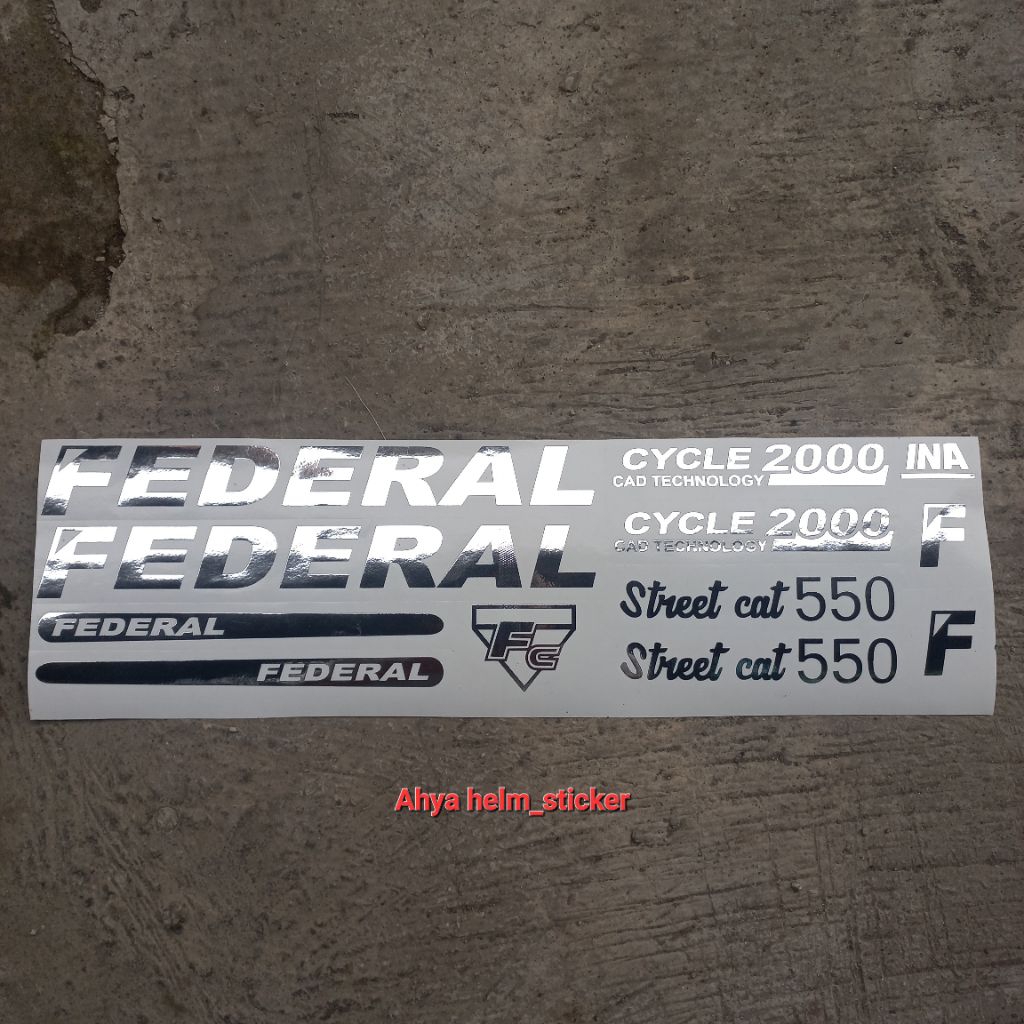 FEDERAL
FEDERAL
FEDERAL
FEDERAL
FC
CYCLE 2000
CAD TECHNOLOGY
CYCLE 2000
CAD TECHNOLOGY
Street cat 550
Street cat 550
INA
F
F
Ahya helm_sticker